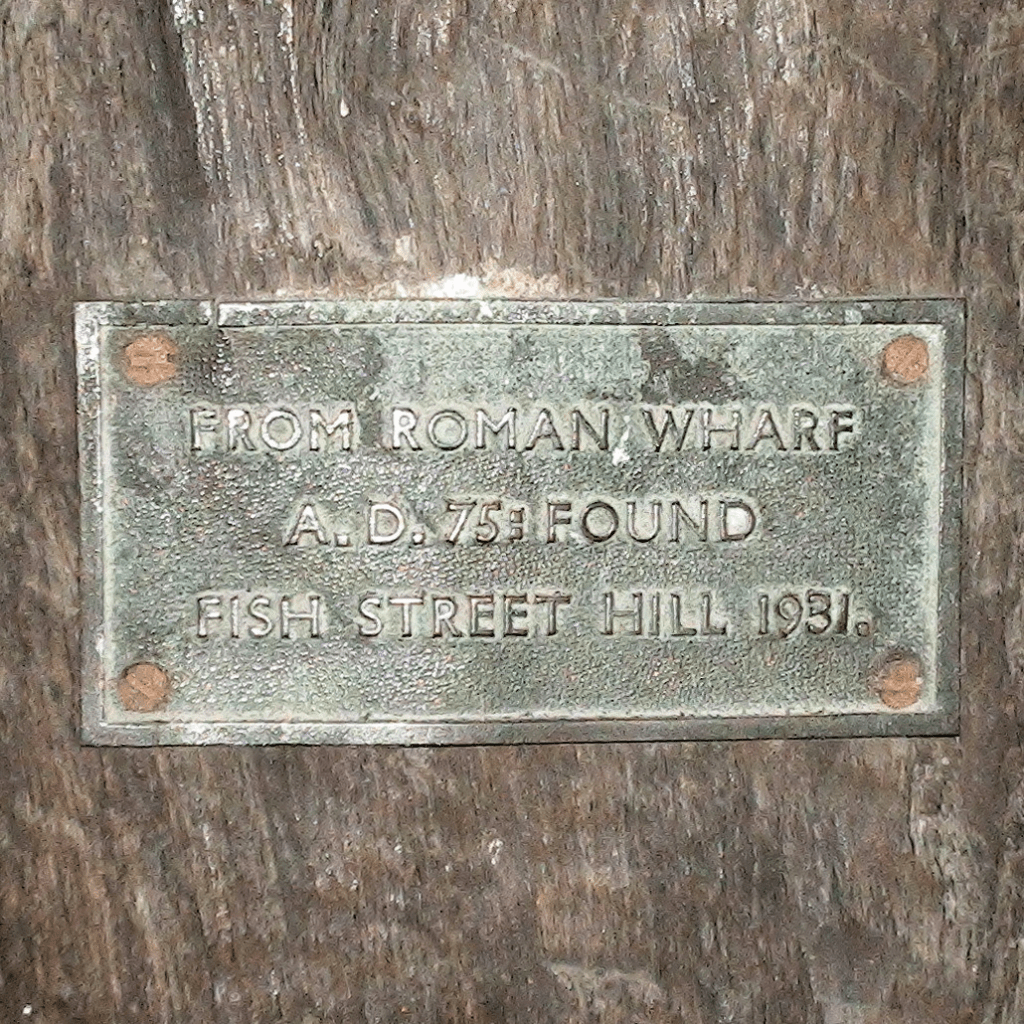 FROM ROMAN WHARF
A.D. 75: FOUND
FISH STREET HILL 1931.